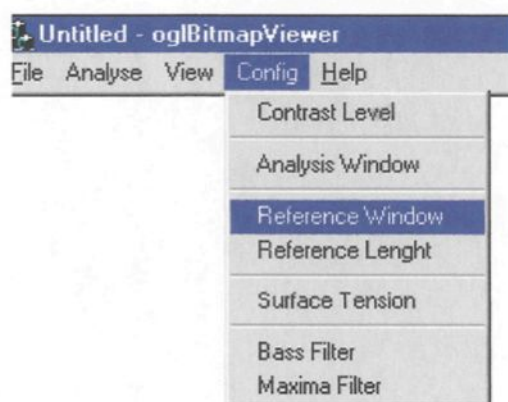 Untitled - oglBitmapViewer
File Analyse View Config Help
Contrast Level
Analysis Window
Reference Window
Reference Lenght
Surface Tension
Bass Filter
Maxima Filter